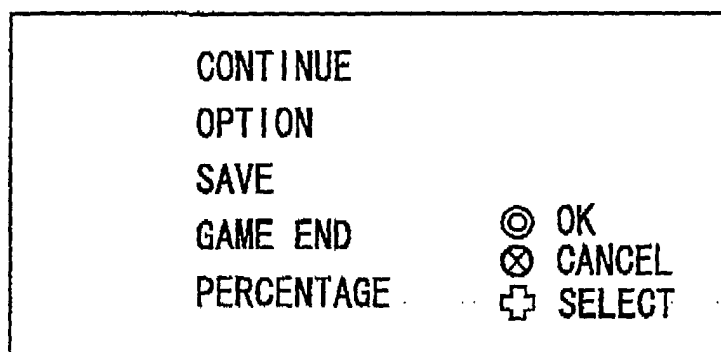 CONTINUE
OPTION
SAVE
GAME END
PERCENTAGE
◎ OK
⊗ CANCEL
SELECT